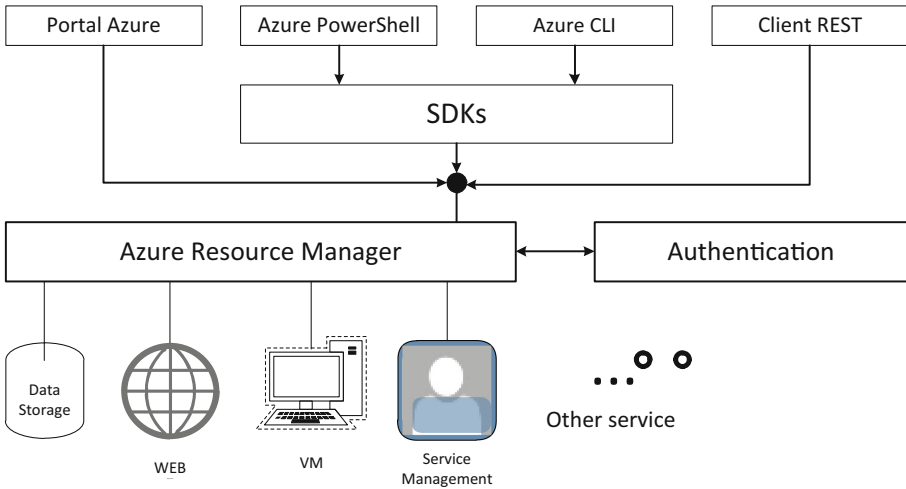 Portal Azure
Azure PowerShell
Azure CLI
Client REST
SDKs
Azure Resource Manager
Authentication
Data
Storage
WEB
VM
Service
Management
Other service